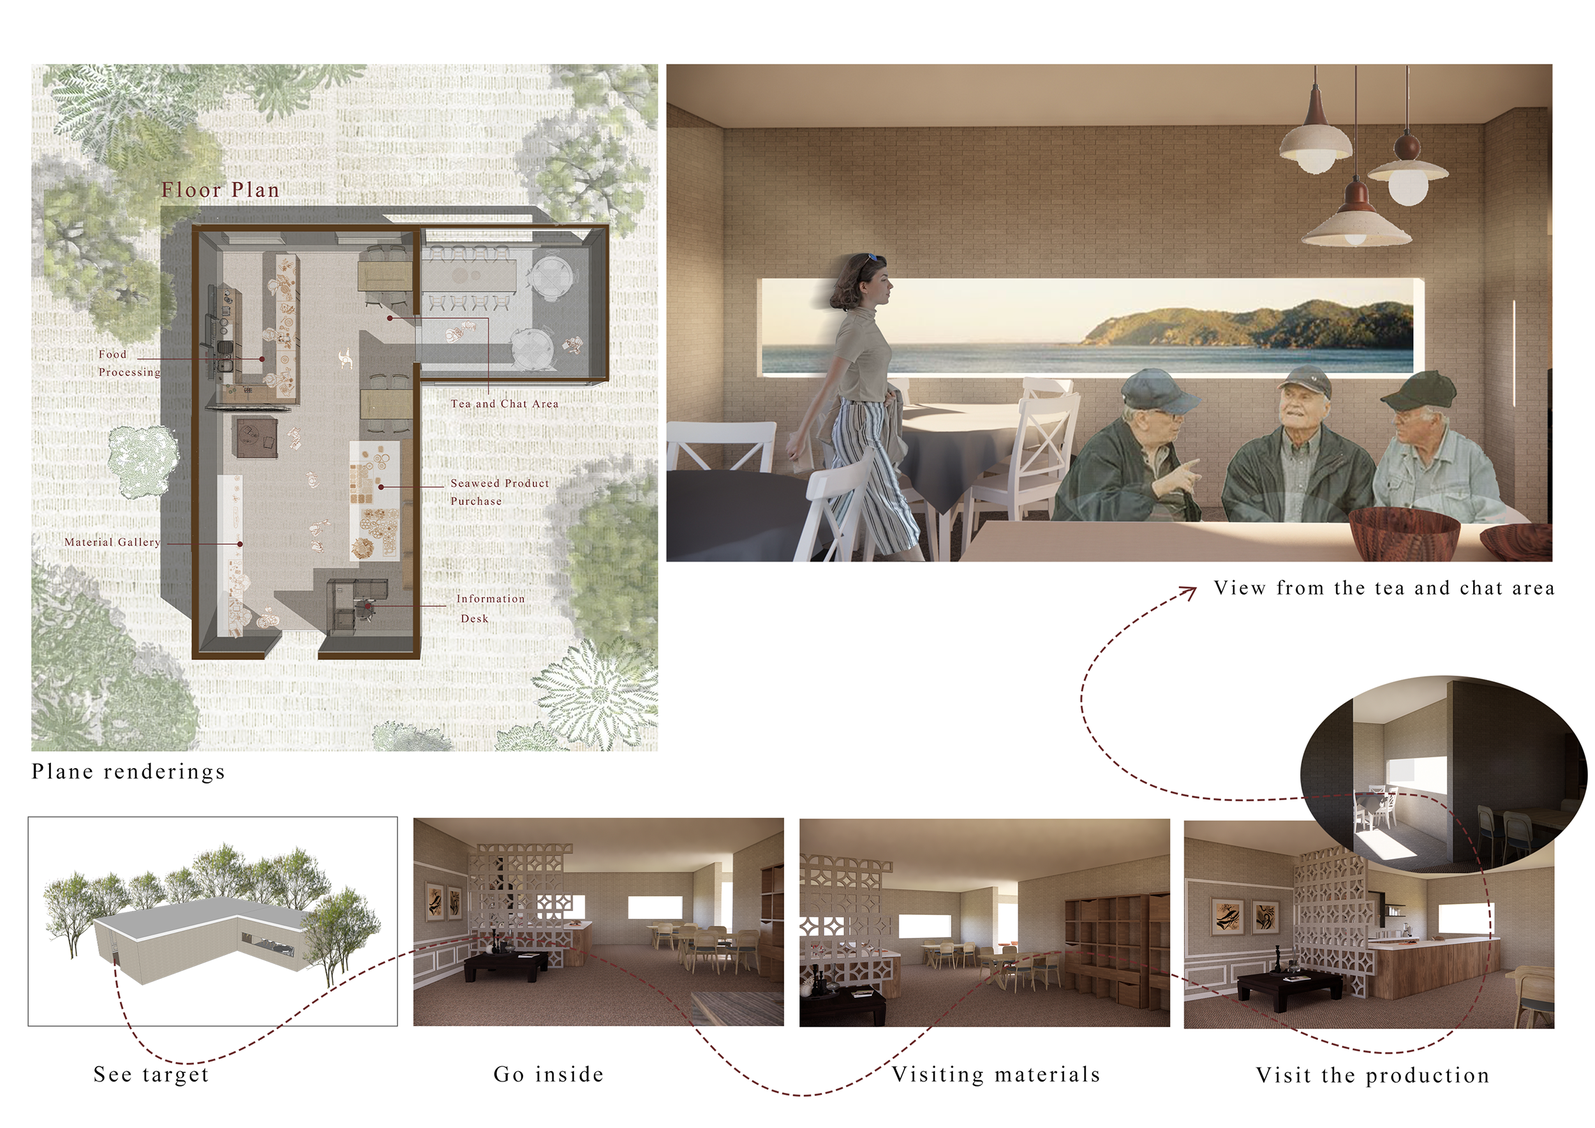 Floor Plan
Food
Processing
Tea and Chat Area
Seaweed Product
Purchase
Material Gallery
Information
Desk
Plane renderings
View from the tea and chat area
See target
Go inside
Visiting materials
Visit the production